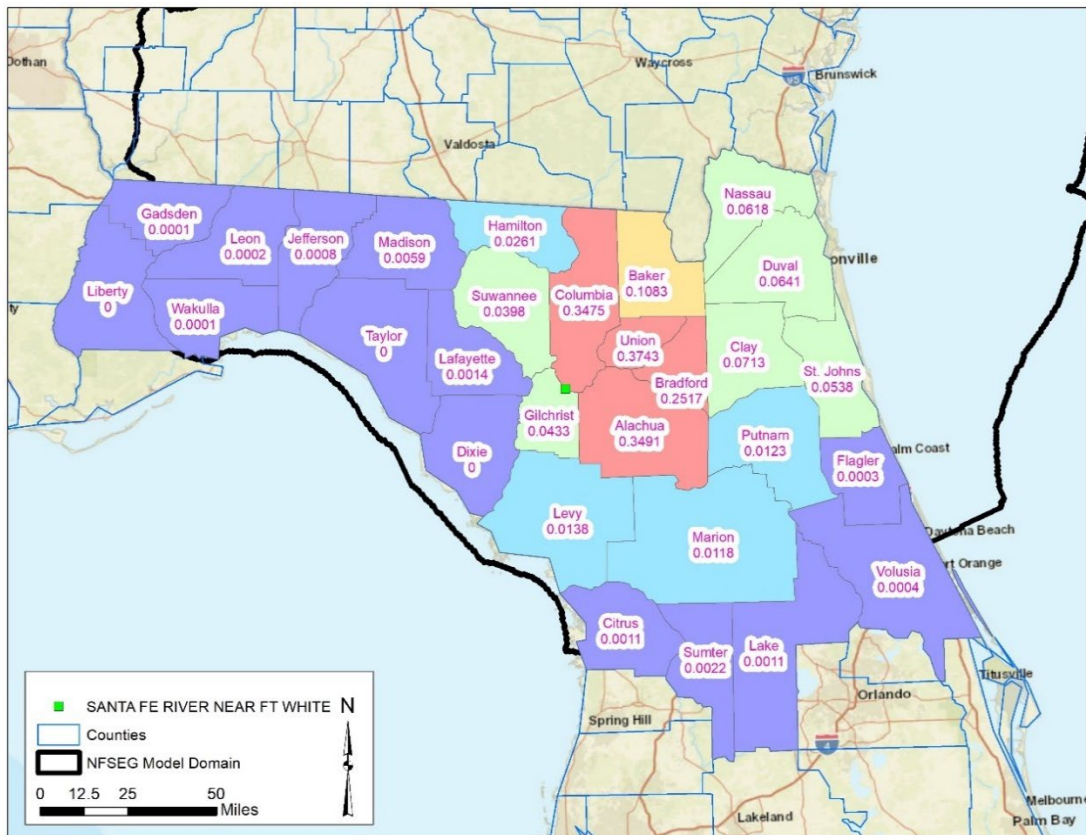 Dothan
Waycross
Brunswick
95
Valdosta
Nassau
0.0618
Gadsden
0.0001
Leon
0.0002
Jefferson
0.0008
Madison
0.0059
Hamilton
0.0261
Duval
0.0641
onville
Baker
0.1083
Columbia
0.3475
Suwannee
0.0398
Liberty
0
Wakulla
0.0001
Taylor
0
Lafayette
0.0014
Union
0.3743
Clay
0.0713
St. Johns
0.0538
Bradford
0.2517
Gilchrist
0.0433
Alachua
0.3491
Putnam
0.0123
Dixie
0
Flagler
0.0003
alm Coast
Levy
0.0138
Marion
0.0118
Daytona Beach
rt Orange
Volusia
0.0004
Citrus
0.0011
Sumter
0.0022
Lake
0.0011
Titusville
Orlando
Spring Hill
4
Melbourne
Palm Bay
Lakeland
SANTA FE RIVER NEAR FT WHITE
N
Counties
NFSEG Model Domain
0 12.5 25 50
Miles